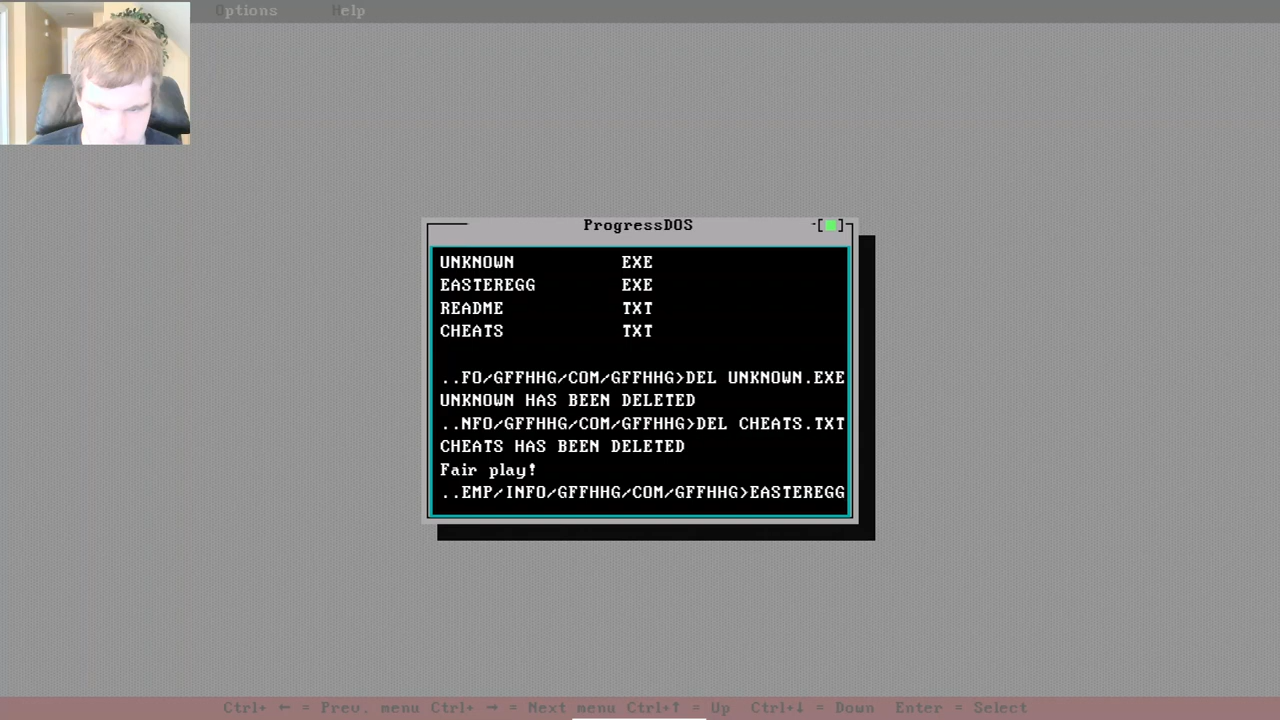 Options Help
ProgressDOS
UNKNOWN EXE
EASTEREGG EXE
README TXT
CHEATS TXT
..FO/GFFHHG/COM/GFFHHG>DEL UNKNOWN.EXE
UNKNOWN HAS BEEN DELETED
..NFO/GFFHHG/COM/GFFHHG>DEL CHEATS.TXT
CHEATS HAS BEEN DELETED
Fair play!
..EMP/INFO/GFFHHG/COM/GFFHHG>EASTEREGG
Ctrl+ ← = Prev. menu Ctrl+ → = Next menu Ctrl+↑ = Up Ctrl+↓ = Down Enter = Select